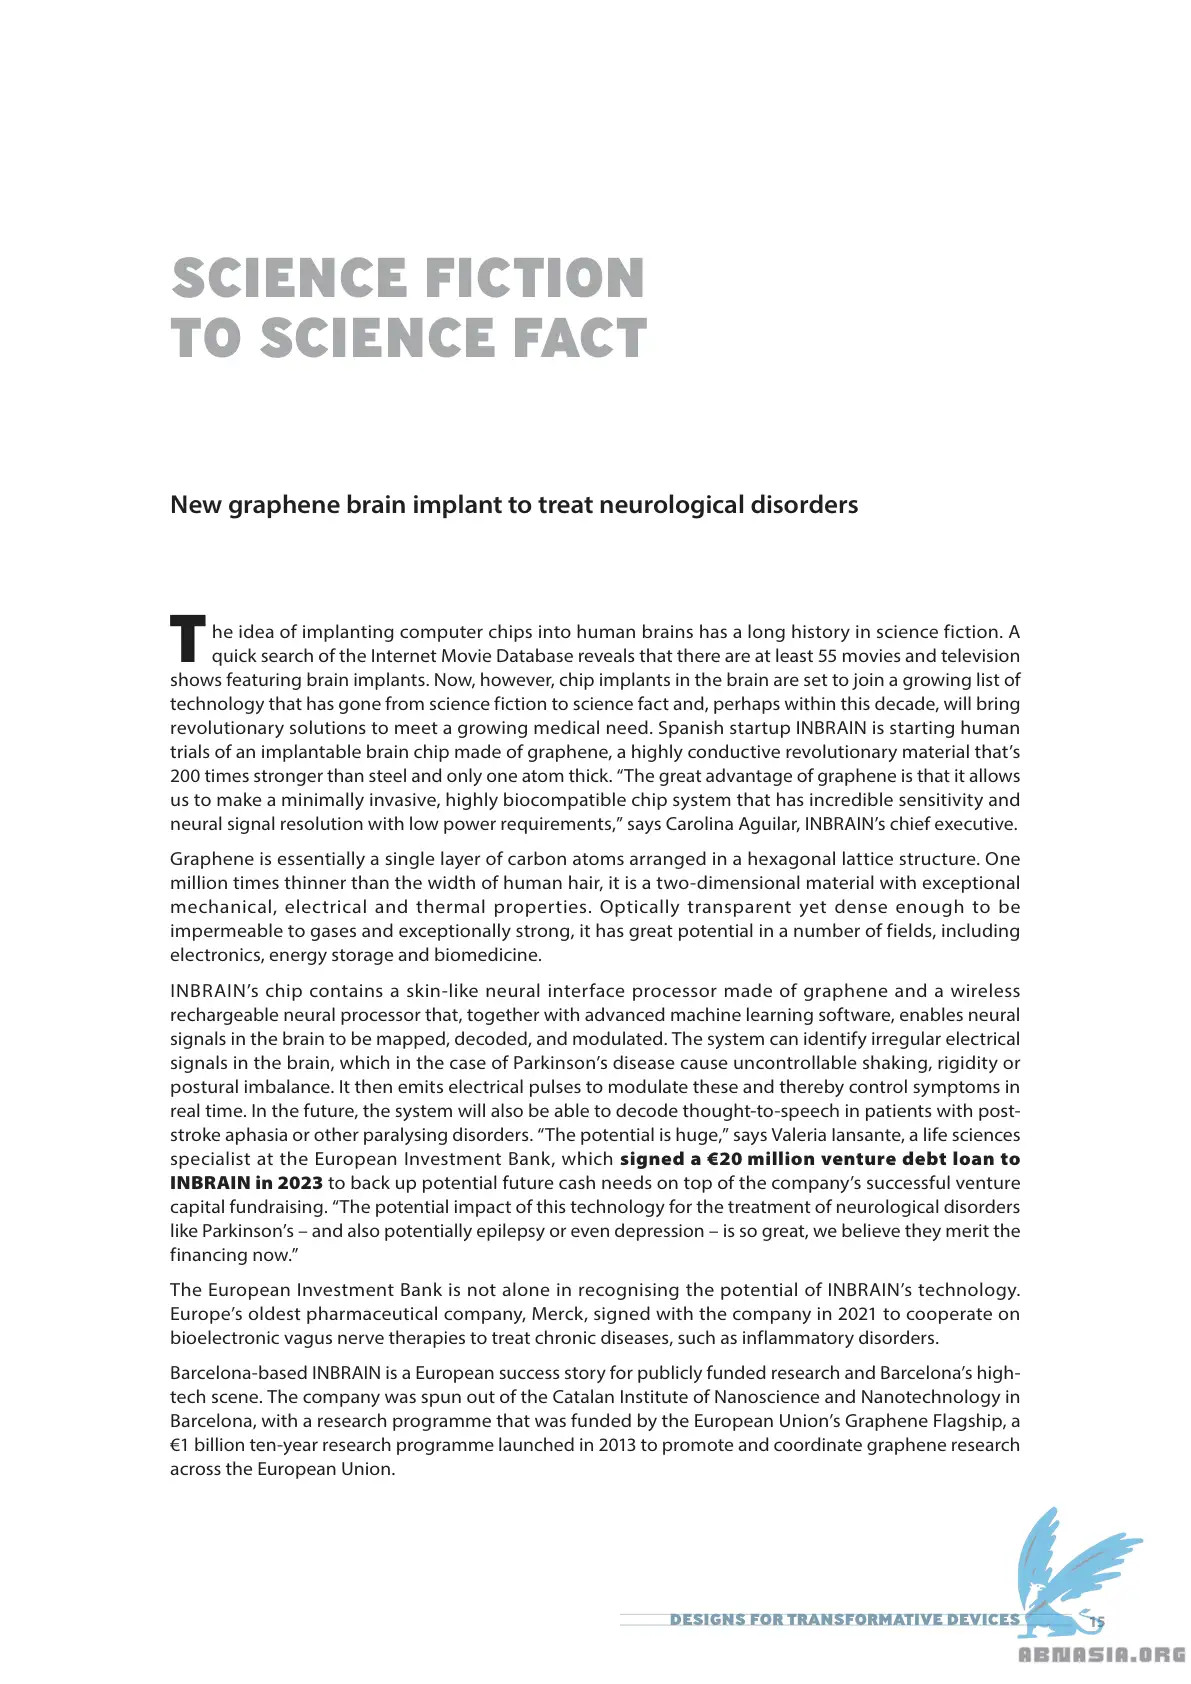 SCIENCE FICTION
TO SCIENCE FACT
New graphene brain implant to treat neurological disorders
The idea of implanting computer chips into human brains has a long history in science fiction. A
quick search of the Internet Movie Database reveals that there are at least 55 movies and television
shows featuring brain implants. Now, however, chip implants in the brain are set to join a growing list of
technology that has gone from science fiction to science fact and, perhaps within this decade, will bring
revolutionary solutions to meet a growing medical need. Spanish startup INBRAIN is starting human
trials of an implantable brain chip made of graphene, a highly conductive revolutionary material that’s
200 times stronger than steel and only one atom thick. “The great advantage of graphene is that it allows
us to make a minimally invasive, highly biocompatible chip system that has incredible sensitivity and
neural signal resolution with low power requirements,” says Carolina Aguilar, INBRAIN’s chief executive.
Graphene is essentially a single layer of carbon atoms arranged in a hexagonal lattice structure. One
million times thinner than the width of human hair, it is a two-dimensional material with exceptional
mechanical, electrical and thermal properties. Optically transparent yet dense enough to be
impermeable to gases and exceptionally strong, it has great potential in a number of fields, including
electronics, energy storage and biomedicine.
INBRAIN’s chip contains a skin-like neural interface processor made of graphene and a wireless
rechargeable neural processor that, together with advanced machine learning software, enables neural
signals in the brain to be mapped, decoded, and modulated. The system can identify irregular electrical
signals in the brain, which in the case of Parkinson’s disease cause uncontrollable shaking, rigidity or
postural imbalance. It then emits electrical pulses to modulate these and thereby control symptoms in
real time. In the future, the system will also be able to decode thought-to-speech in patients with post-
stroke aphasia or other paralysing disorders. “The potential is huge,” says Valeria Iansante, a life sciences
specialist at the European Investment Bank, which signed a €20 million venture debt loan to
INBRAIN in 2023 to back up potential future cash needs on top of the company’s successful venture
capital fundraising. “The potential impact of this technology for the treatment of neurological disorders
like Parkinson’s – and also potentially epilepsy or even depression – is so great, we believe they merit the
financing now.”
The European Investment Bank is not alone in recognising the potential of INBRAIN’s technology.
Europe’s oldest pharmaceutical company, Merck, signed with the company in 2021 to cooperate on
bioelectronic vagus nerve therapies to treat chronic diseases, such as inflammatory disorders.
Barcelona-based INBRAIN is a European success story for publicly funded research and Barcelona’s high-
tech scene. The company was spun out of the Catalan Institute of Nanoscience and Nanotechnology in
Barcelona, with a research programme that was funded by the European Union’s Graphene Flagship, a
€1 billion ten-year research programme launched in 2013 to promote and coordinate graphene research
across the European Union.
DESIGNS FOR TRANSFORMATIVE DEVICES 15
ABNASIA.ORG